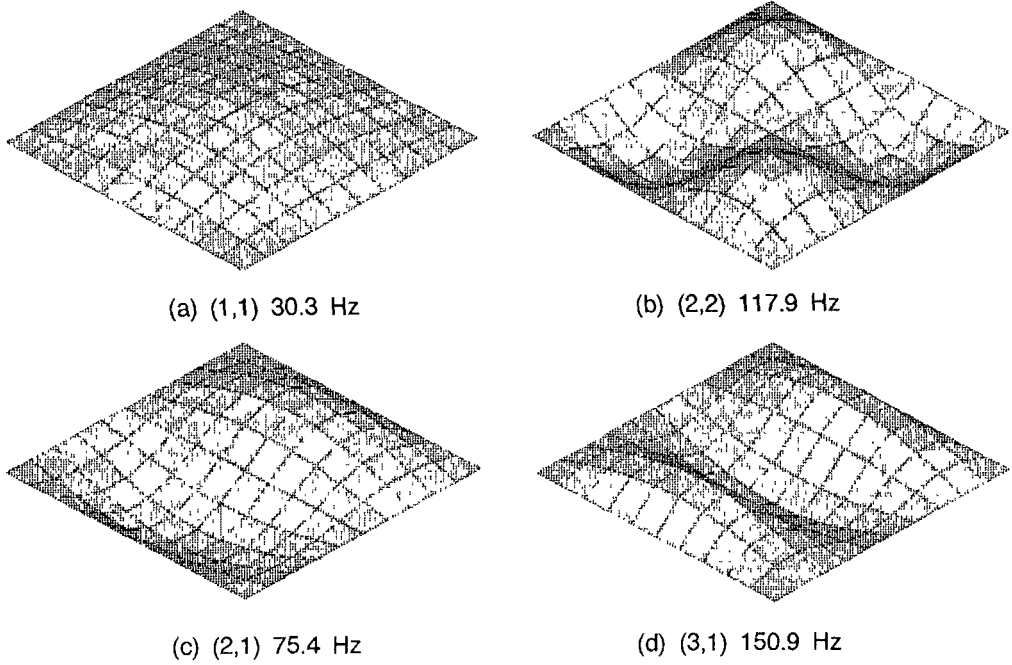 (a) (1,1) 30.3 Hz
(b) (2,2) 117.9 Hz
(c) (2,1) 75.4 Hz
(d) (3,1) 150.9 Hz